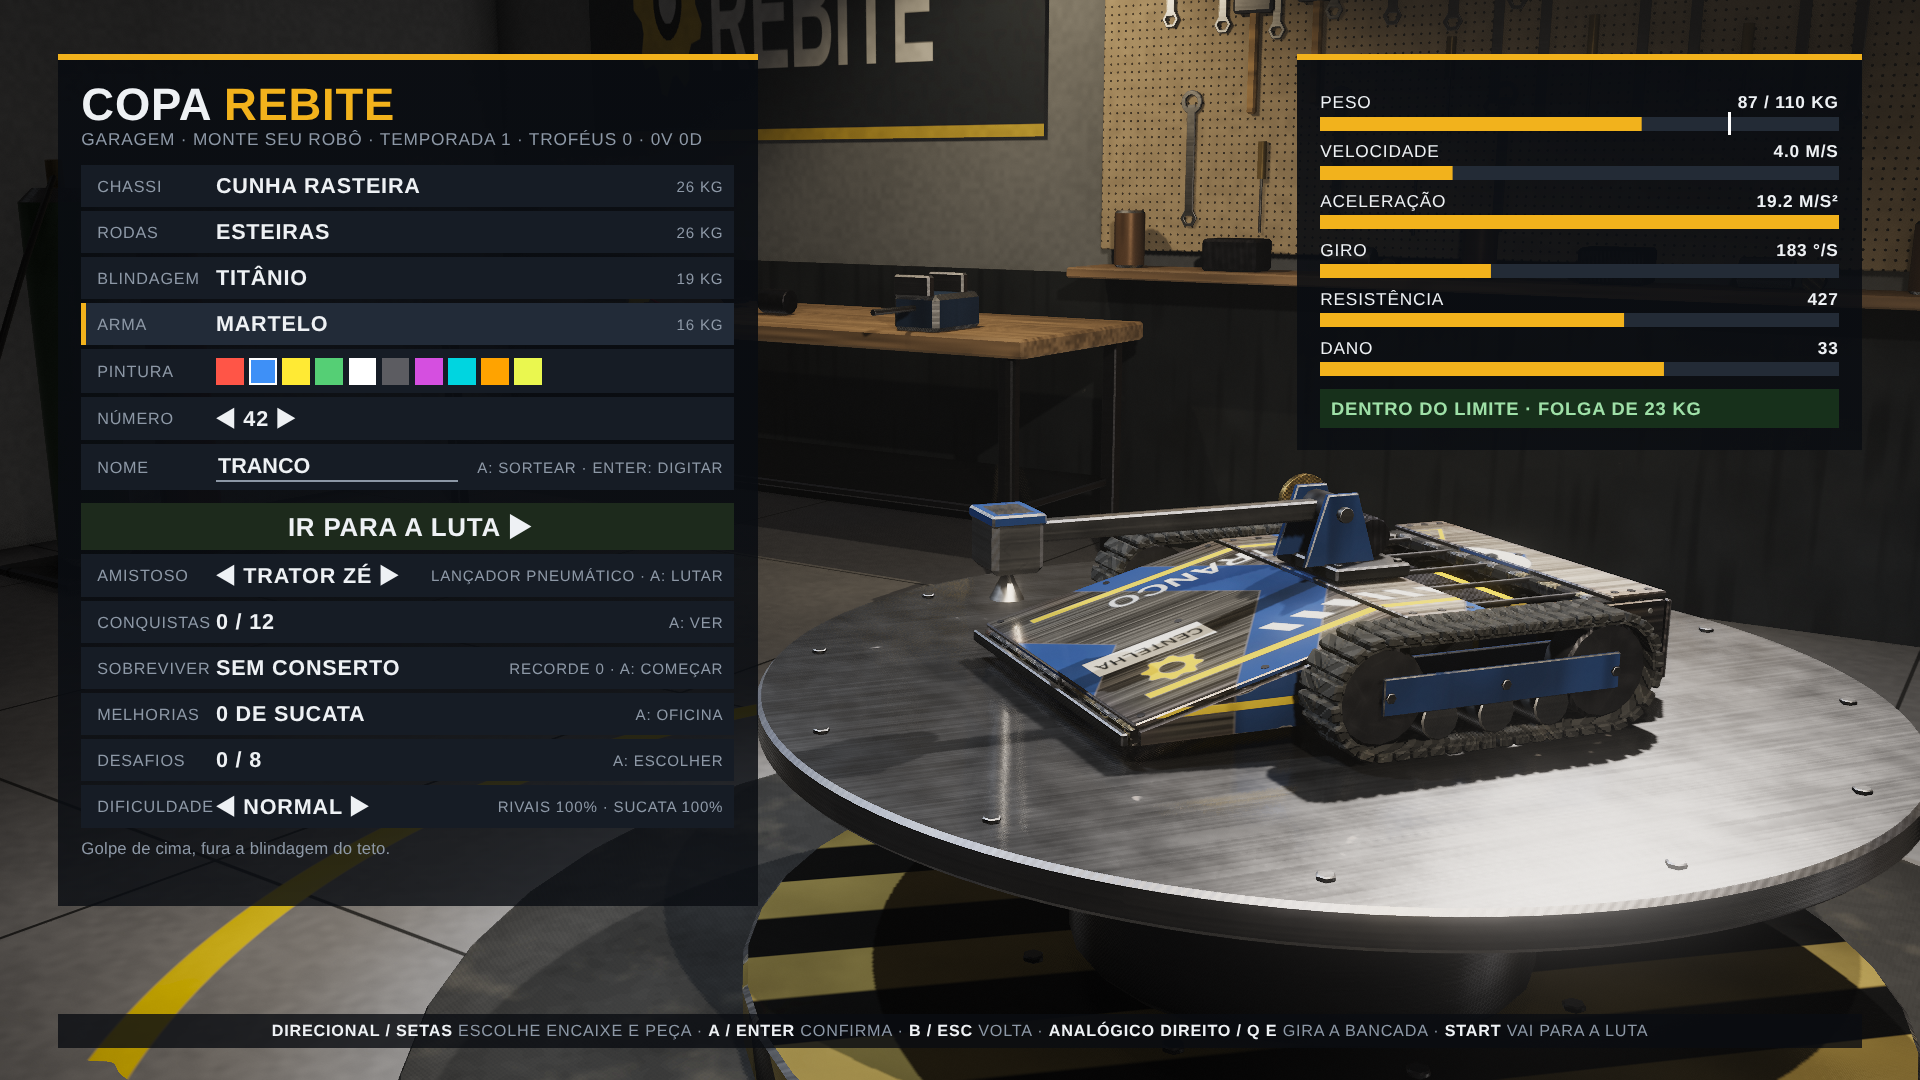 REBITE
COPA REBITE
GARAGEM · MONTE SEU ROBÔ · TEMPORADA 1 · TROFÉUS 0 · 0V 0D
CHASSI CUNHA RASTEIRA 26 KG
RODAS ESTEIRAS 26 KG
BLINDAGEM TITÂNIO 19 KG
ARMA MARTELO 16 KG
PINTURA
NÚMERO ◀ 42 ▶
NOME TRANCO A: SORTEAR · ENTER: DIGITAR
IR PARA A LUTA ▶
AMISTOSO ◀ TRATOR ZÉ ▶ LANÇADOR PNEUMÁTICO · A: LUTAR
CONQUISTAS 0 / 12 A: VER
SOBREVIVER SEM CONSERTO RECORDE 0 · A: COMEÇAR
MELHORIAS 0 DE SUCATA A: OFICINA
DESAFIOS 0 / 8 A: ESCOLHER
DIFICULDADE ◀ NORMAL ▶ RIVAIS 100% · SUCATA 100%
Golpe de cima, fura a blindagem do teto.
PESO 87 / 110 KG
VELOCIDADE 4.0 M/S
ACELERAÇÃO 19.2 M/S²
GIRO 183 °/S
RESISTÊNCIA 427
DANO 33
DENTRO DO LIMITE · FOLGA DE 23 KG
RANCO
CENTELHA
DIRECIONAL / SETAS ESCOLHE ENCAIXE E PEÇA · A / ENTER CONFIRMA · B / ESC VOLTA · ANALÓGICO DIREITO / Q E GIRA A BANCADA · START VAI PARA A LUTA